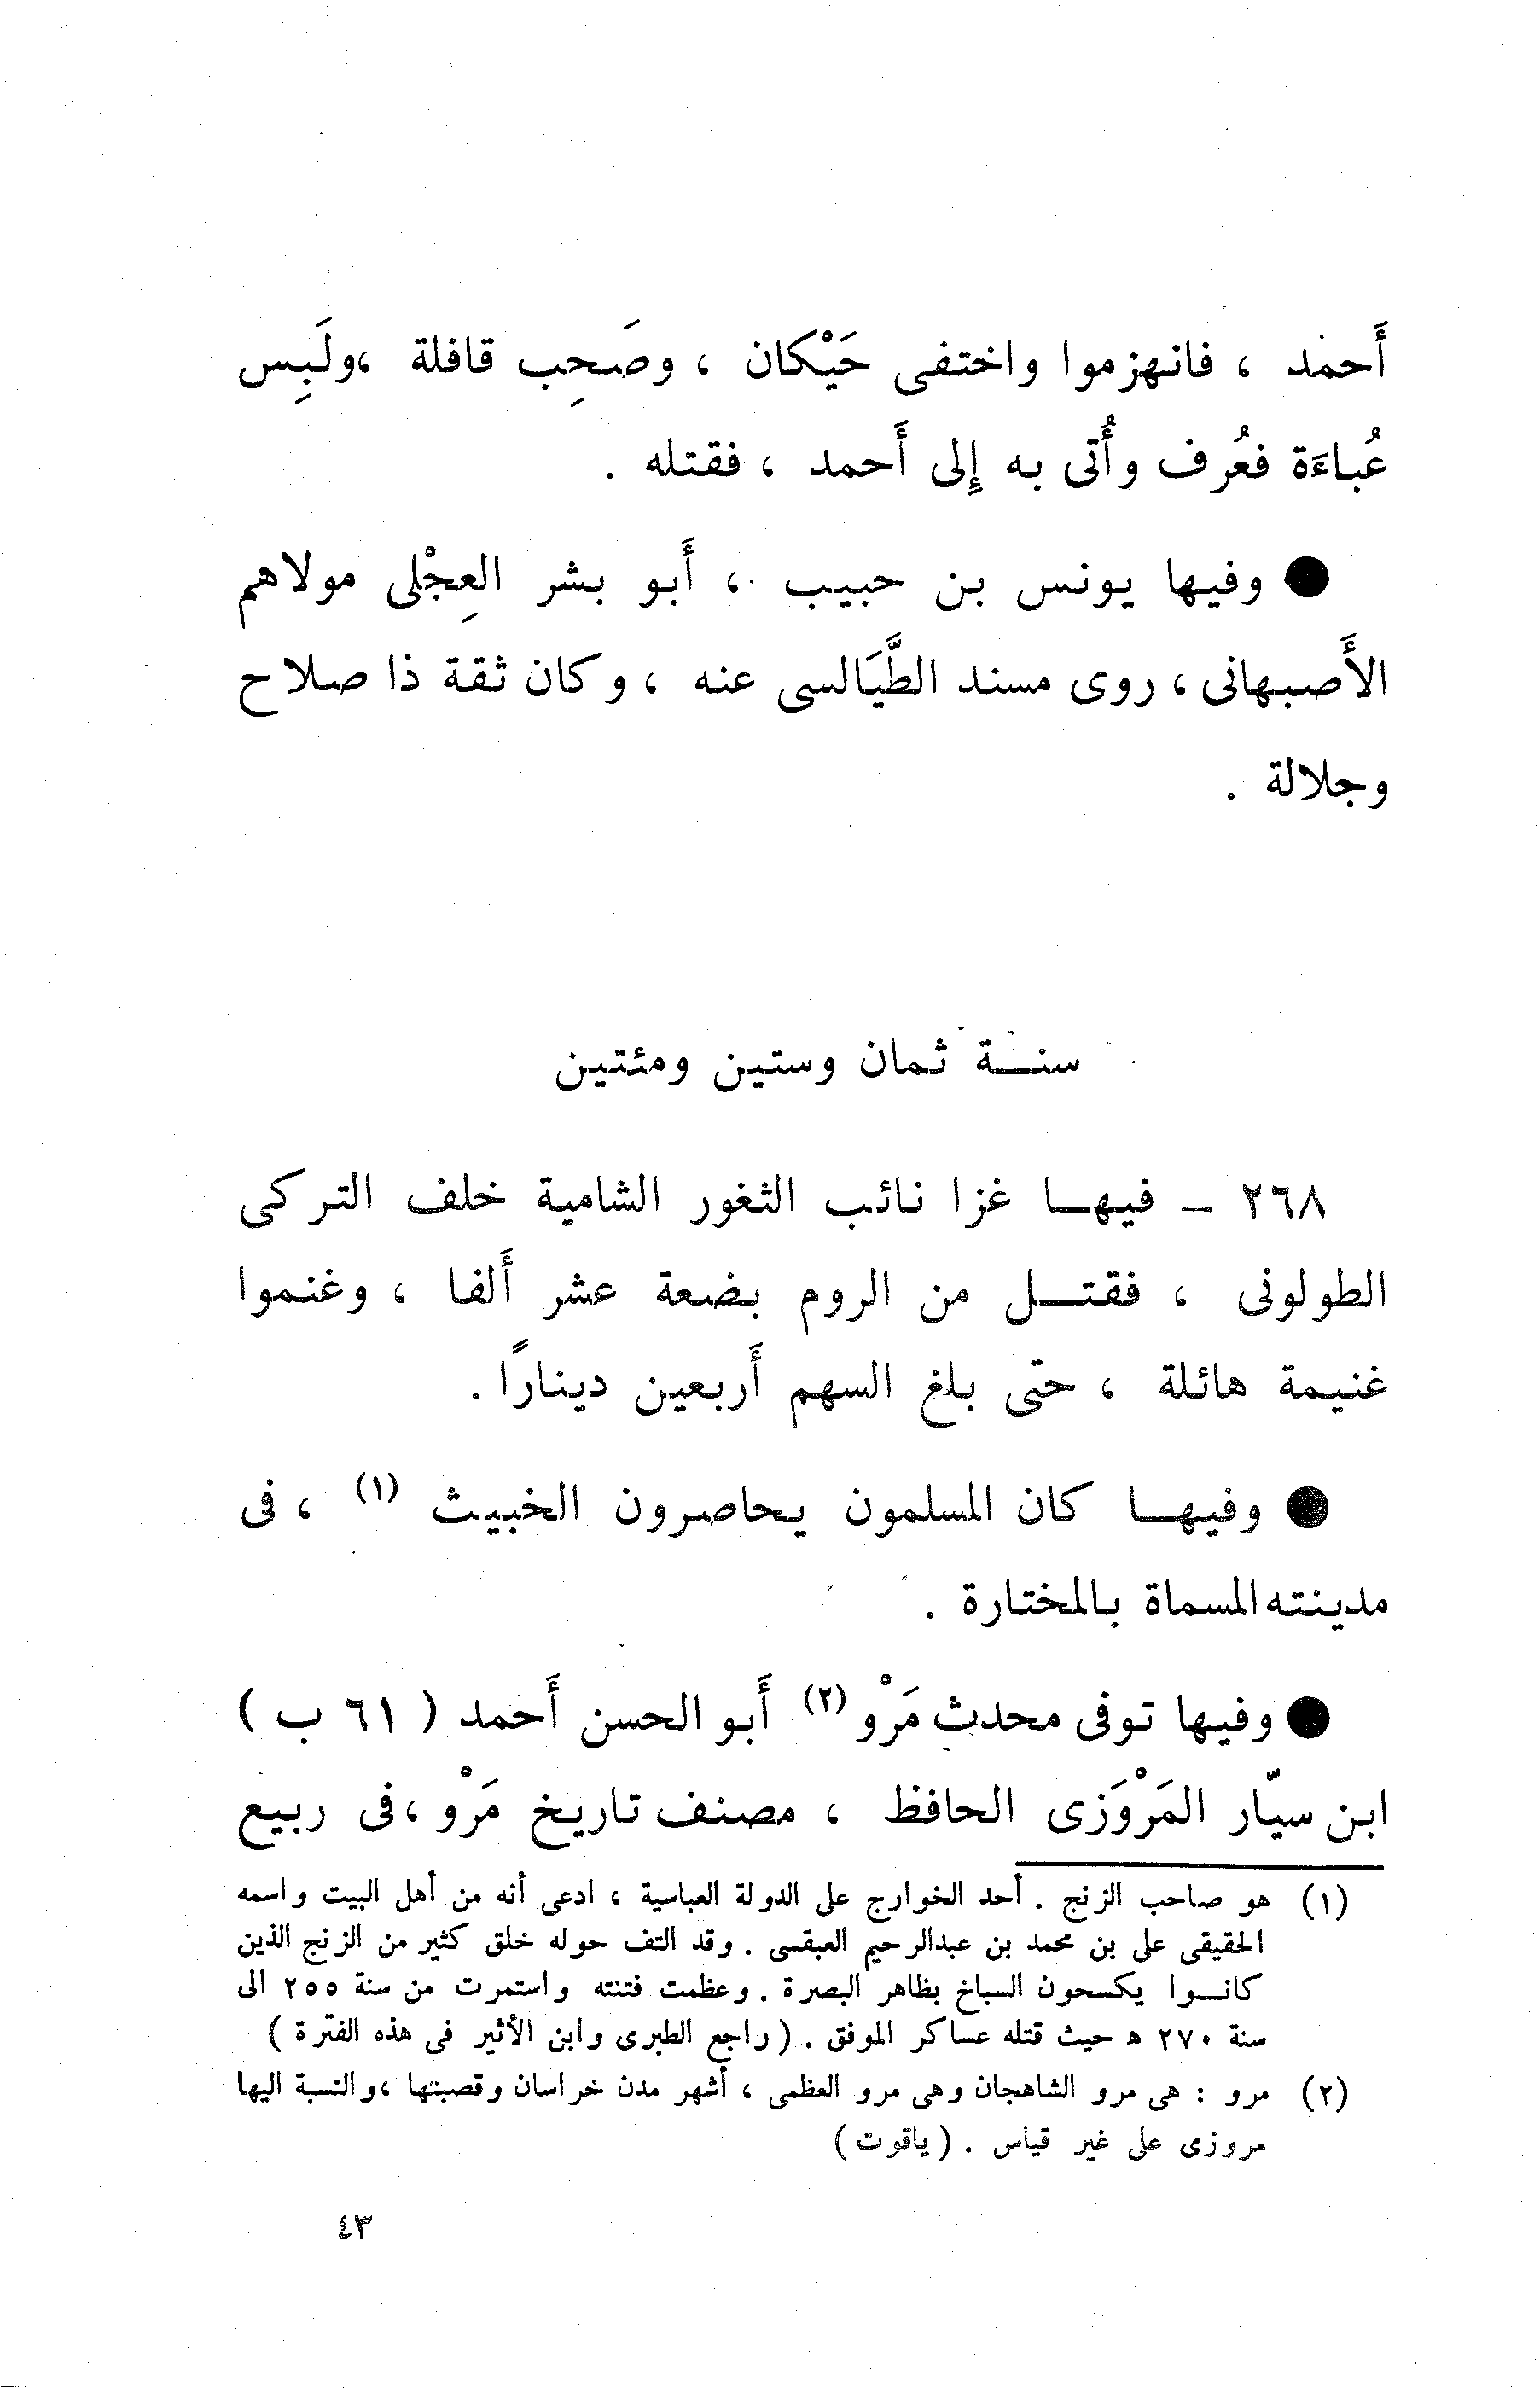 أَحمد ، فانهزموا واختفى حَيْكان ، وصَحِب قافلة ،ولَبِس
عُباءَة فعُرف وأُتى به إِلى أَحمد ، فقتله .
● وفيها يونس بن حبيب ، أَبو بشر العِجْلى مولاهم
الأَصبهانى ، روى مسند الطَّيَالسى عنه ، وكان ثقة ذا صلاح
وجلالة .
سنــة ثمان وستين ومئتين
٢٦٨ – فيهــا غزا نائب الثغور الشامية خلف التركى
الطولونى ، فقتــل من الروم بضعة عشر أَلفا ، وغنموا
غنيمة هائلة ، حتى بلغ السهم أَربعين دينارًا .
● وفيهــا كان المسلمون يحاصرون الخبيث (١) ، فى
مدينته المسماة بالمختارة .
● وفيها توفى محدث مَرْو (٢) أَبو الحسن أَحمد ( ٦١ ب )
ابن سيّار المَرْوَزى الحافظ ، مصنف تاريخ مَرْو ،فى ربيع
(١) هو صاحب الزنج . أحد الخوارج على الدولة العباسية ، ادعى أنه من أهل البيت واسمه
الحقيقى على بن محمد بن عبدالرحيم العبقسى . وقد التف حوله خلق كثير من الزنج الذين
كانــوا يكسحون السباخ بظاهر البصرة . وعظمت فتنته واستمرت من سنة ٢٥٥ الى
سنة ٢٧٠ ه حيث قتله عساكر الموفق . ( راجع الطبرى وابن الأثير فى هذه الفترة )
(٢) مرو : هى مرو الشاهجان وهى مرو العظمى ، أشهر مدن خراسان وقصبتها ،والنسبة اليها
مروزى على غير قياس . ( ياقوت )
٤٣